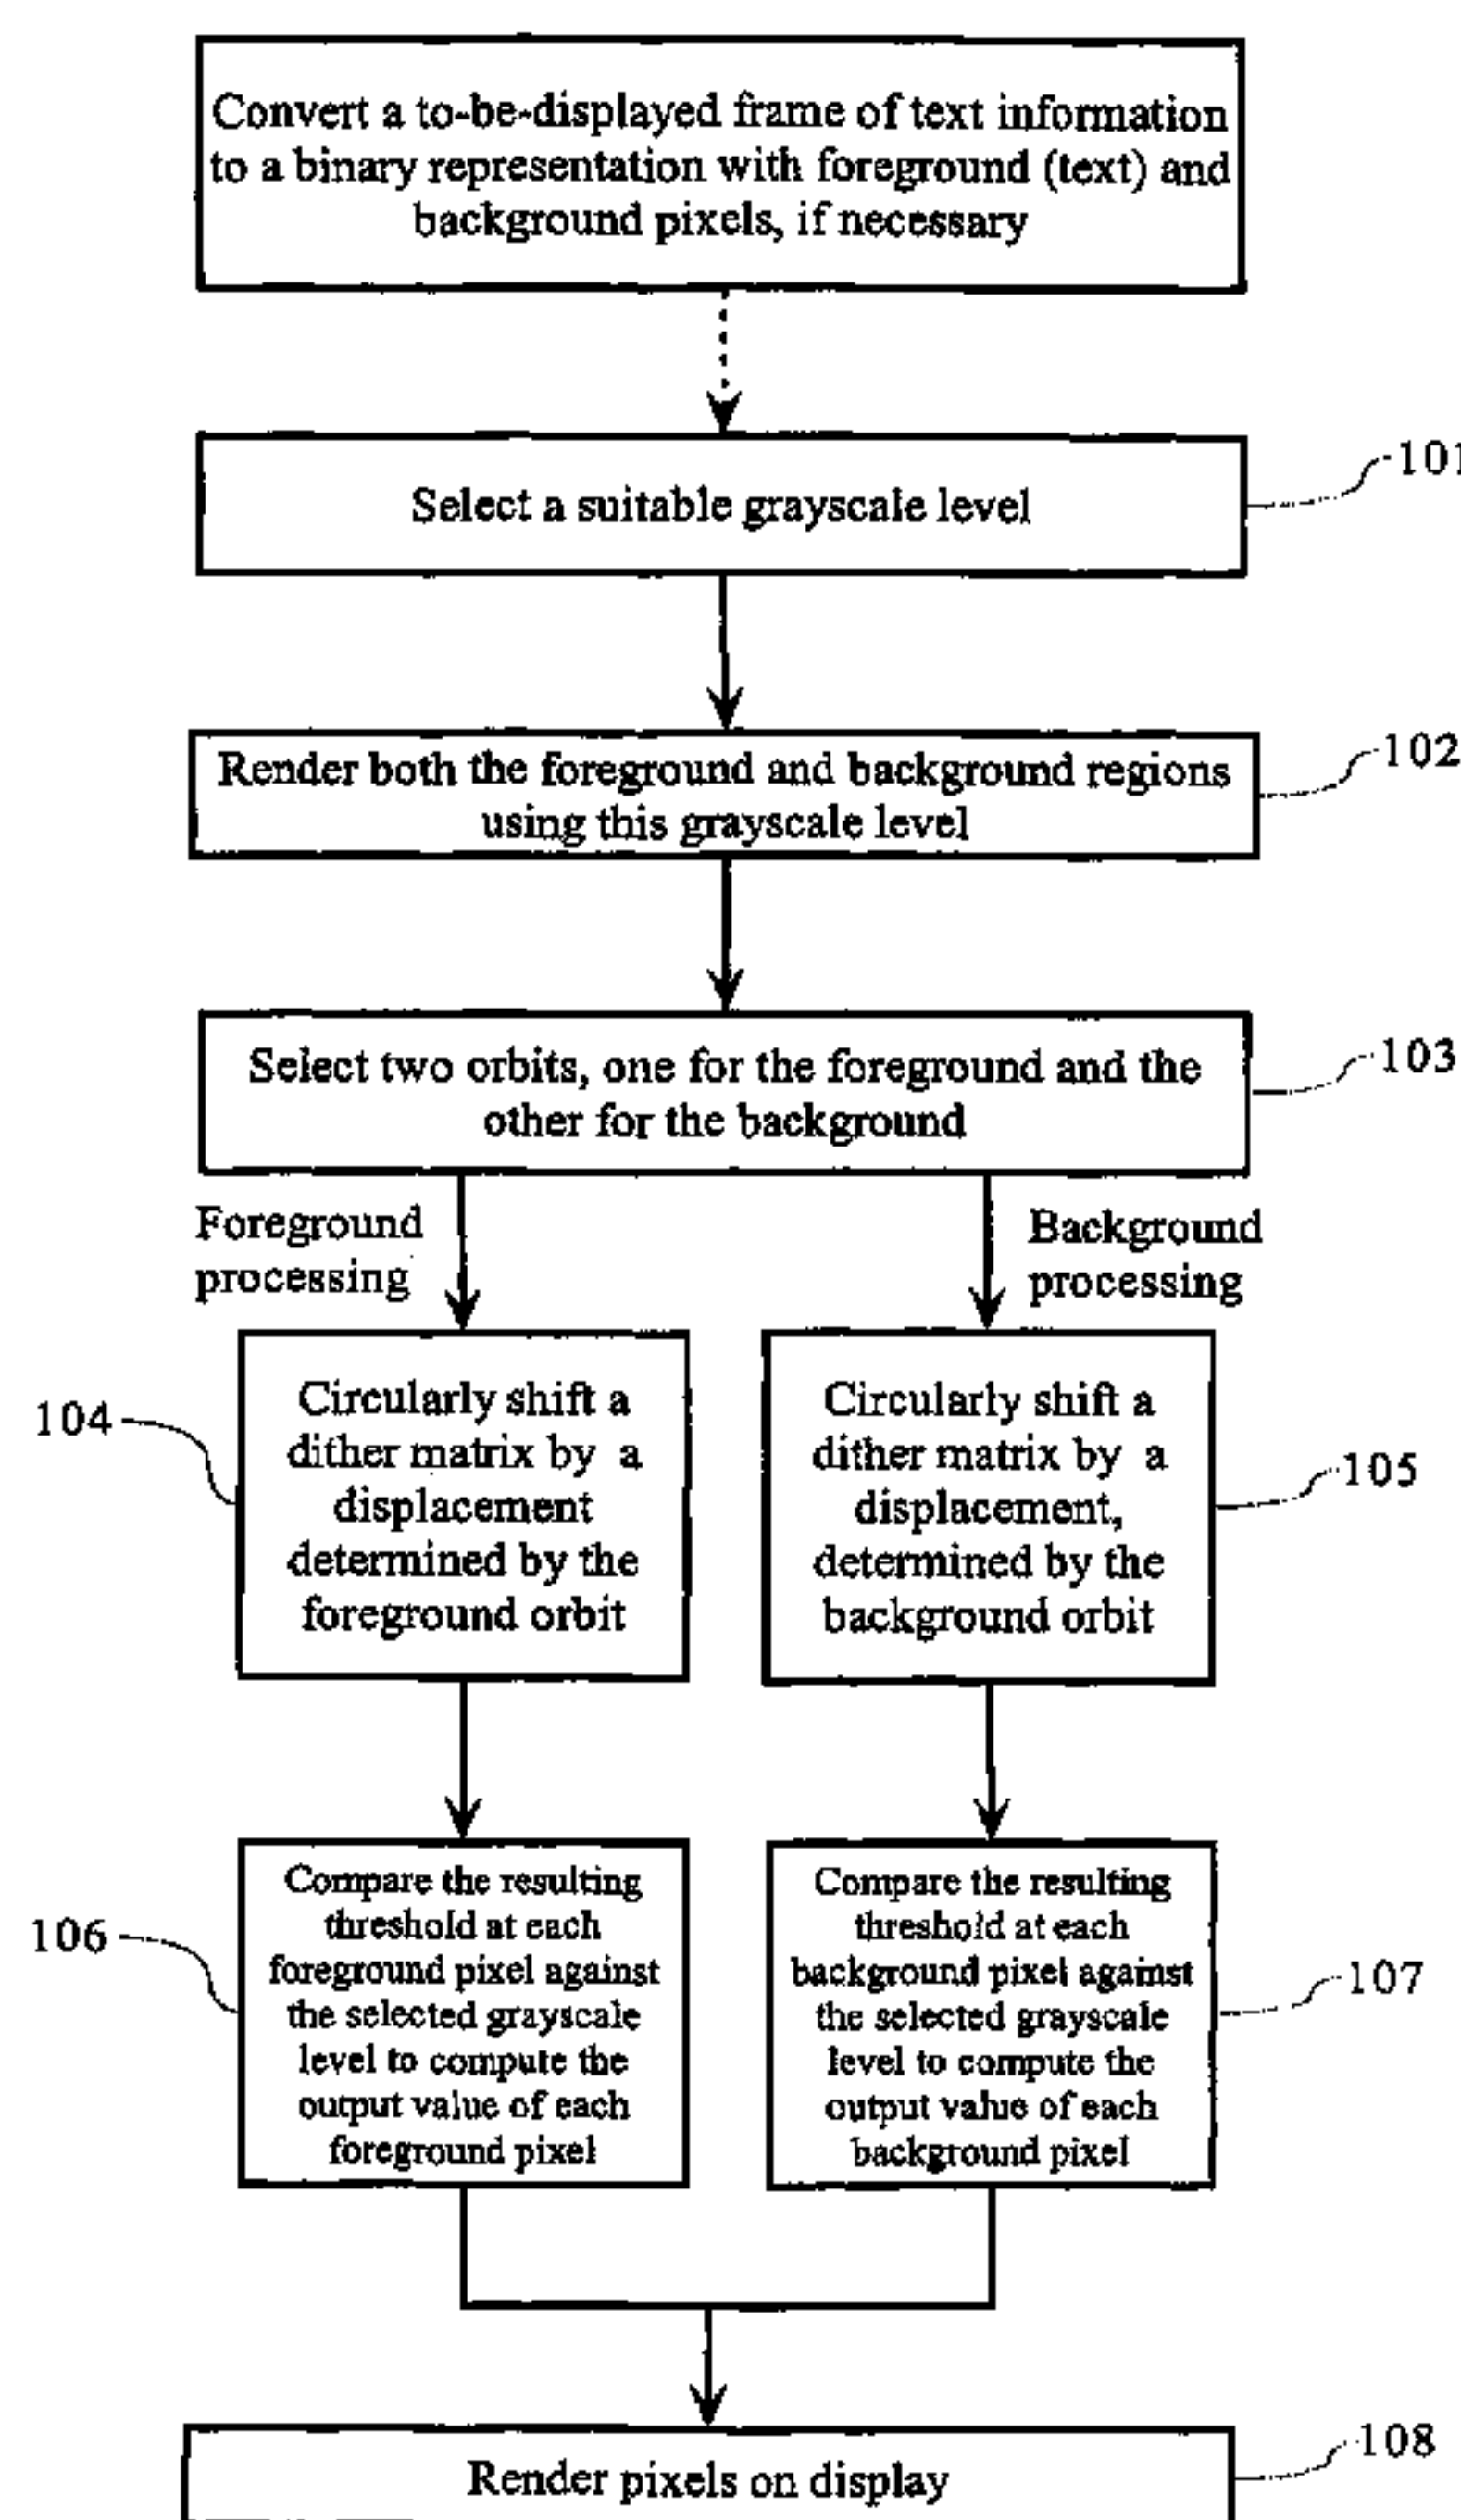 Convert a to-be-displayed frame of text information
to a binary representation with foreground (text) and
background pixels, if necessary
Select a suitable grayscale level
101
Render both the foreground and background regions
using this grayscale level
102
Select two orbits, one for the foreground and the
other for the background
103
Foreground
processing
Background
processing
Circularly shift a
dither matrix by a
displacement
determined by the
foreground orbit
104
Circularly shift a
dither matrix by a
displacement,
determined by the
background orbit
105
Compare the resulting
threshold at each
foreground pixel against
the selected grayscale
level to compute the
output value of each
foreground pixel
106
Compare the resulting
threshold at each
background pixel against
the selected grayscale
level to compute the
output value of each
background pixel
107
Render pixels on display
108